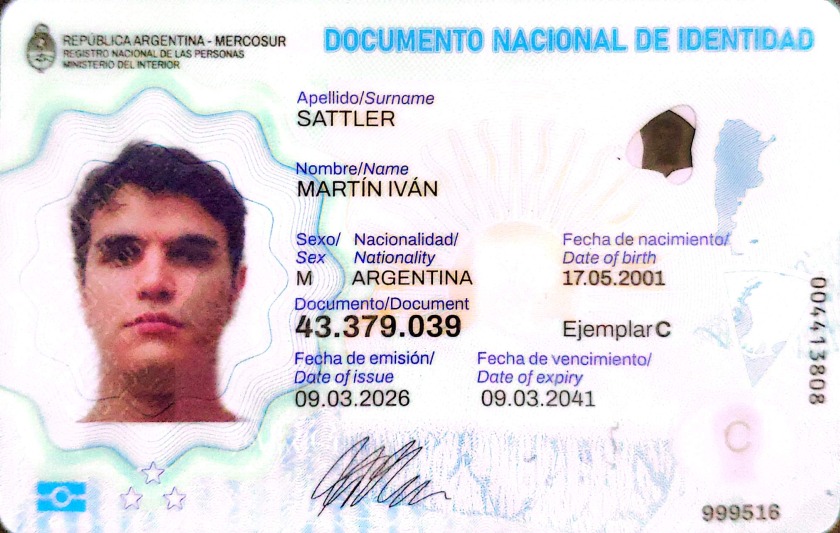 REPÚBLICA ARGENTINA - MERCOSUR
REGISTRO NACIONAL DE LAS PERSONAS
MINISTERIO DEL INTERIOR
DOCUMENTO NACIONAL DE IDENTIDAD
Apellido/Surname
SATTLER
Nombre/Name
MARTÍN IVÁN
Sexo/ Nacionalidad/ Fecha de nacimiento/
Sex Nationality Date of birth
M ARGENTINA 17.05.2001
Documento/Document
43.379.039 Ejemplar C
Fecha de emisión/ Fecha de vencimiento/
Date of issue Date of expiry
09.03.2026 09.03.2041
004413808
C
999516